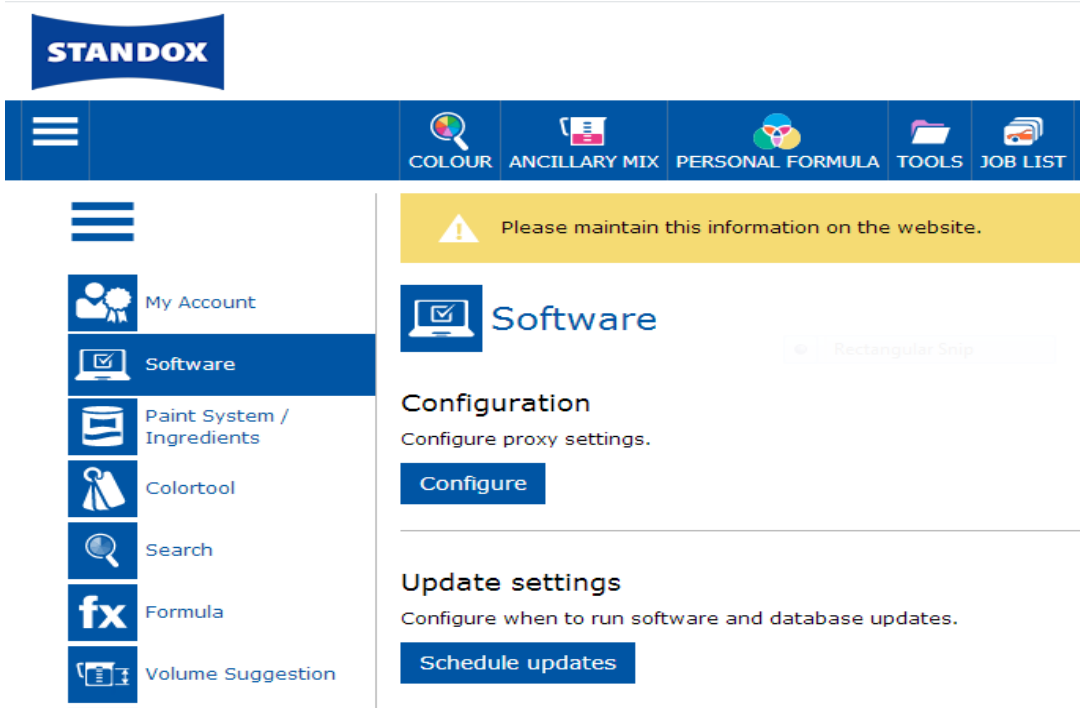 STANDOX
COLOUR ANCILLARY MIX PERSONAL FORMULA TOOLS JOB LIST
Please maintain this information on the website.
My Account
Software
Paint System /
Ingredients
Colortool
Search
fx Formula
Volume Suggestion
Software
Rectangular Snip
Configuration
Configure proxy settings.
Configure
Update settings
Configure when to run software and database updates.
Schedule updates